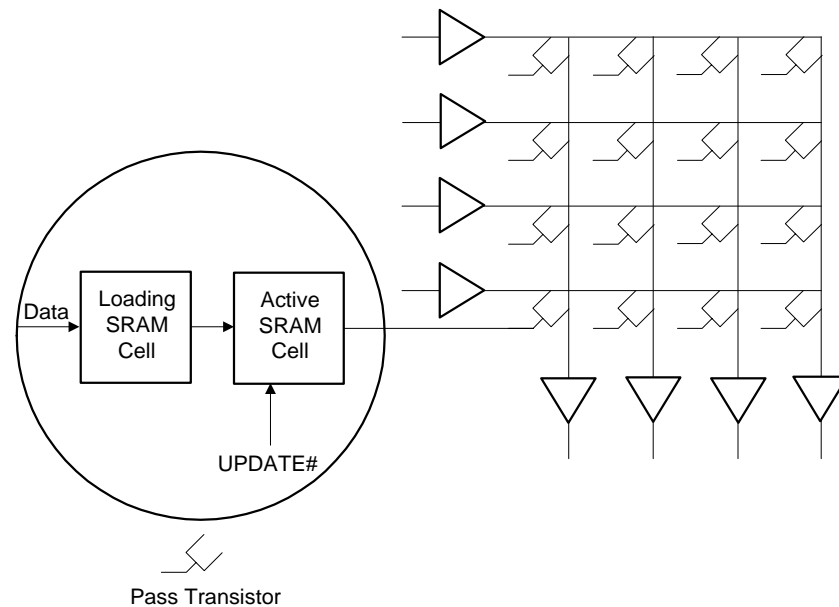 Data
Loading
SRAM
Cell
Active
SRAM
Cell
UPDATE#
Pass Transistor